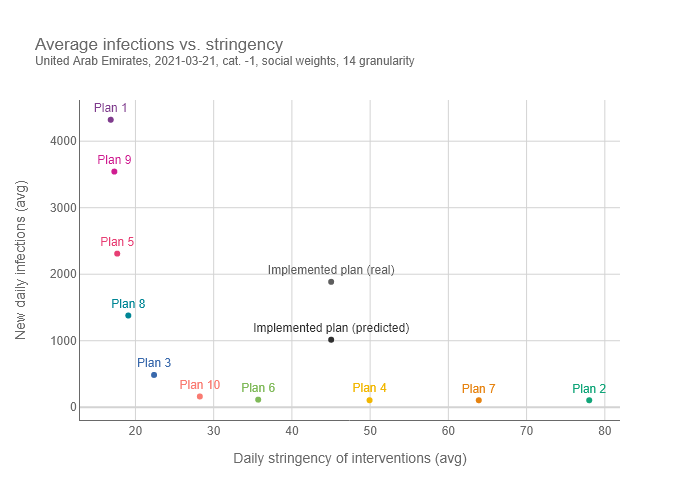 Average infections vs. stringency
United Arab Emirates, 2021-03-21, cat. -1, social weights, 14 granularity
Plan 1
4000
Plan 9
3000
Plan 5
Implemented plan (real)
2000
Plan 8
Implemented plan (predicted)
1000
Plan 3
Plan 10
Plan 6
Plan 4
Plan 7
Plan 2
0
20
30
40
50
60
70
80
New daily infections (avg)
Daily stringency of interventions (avg)